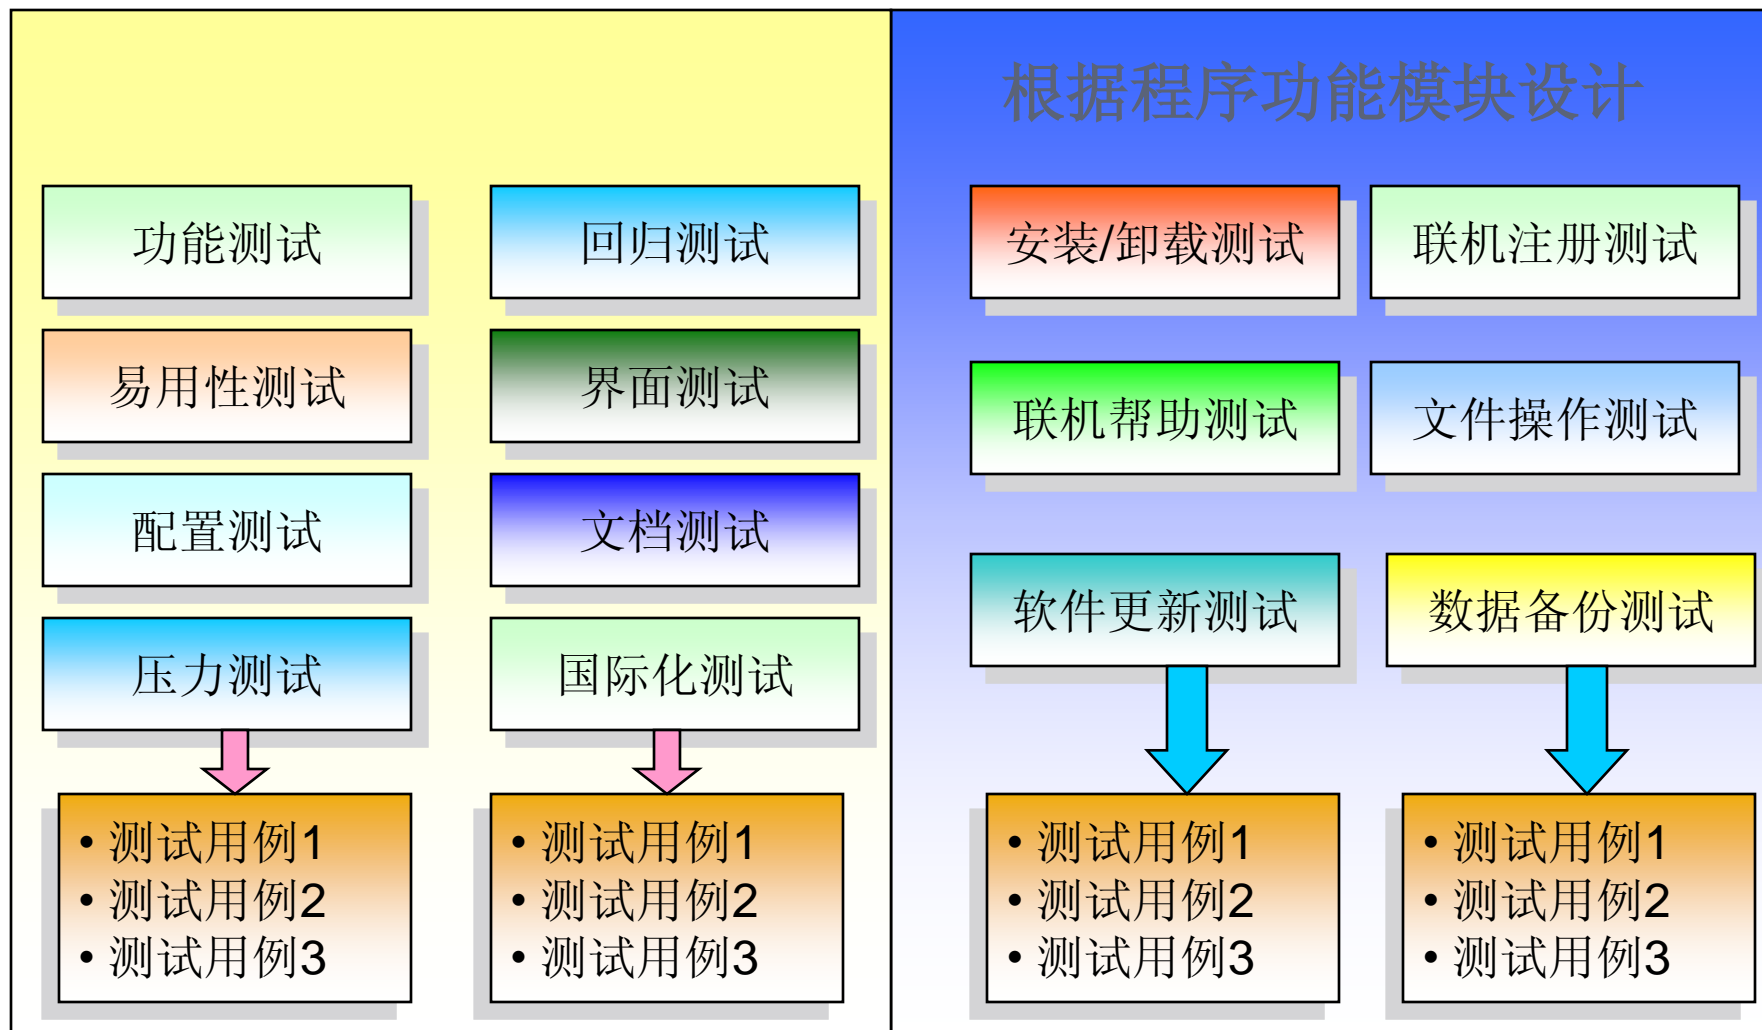 根据程序功能模块设计
功能测试
回归测试
安装/卸载测试
联机注册测试
易用性测试
界面测试
联机帮助测试
文件操作测试
配置测试
文档测试
软件更新测试
数据备份测试
压力测试
国际化测试
• 测试用例1
• 测试用例2
• 测试用例3
• 测试用例1
• 测试用例2
• 测试用例3
• 测试用例1
• 测试用例2
• 测试用例3
• 测试用例1
• 测试用例2
• 测试用例3